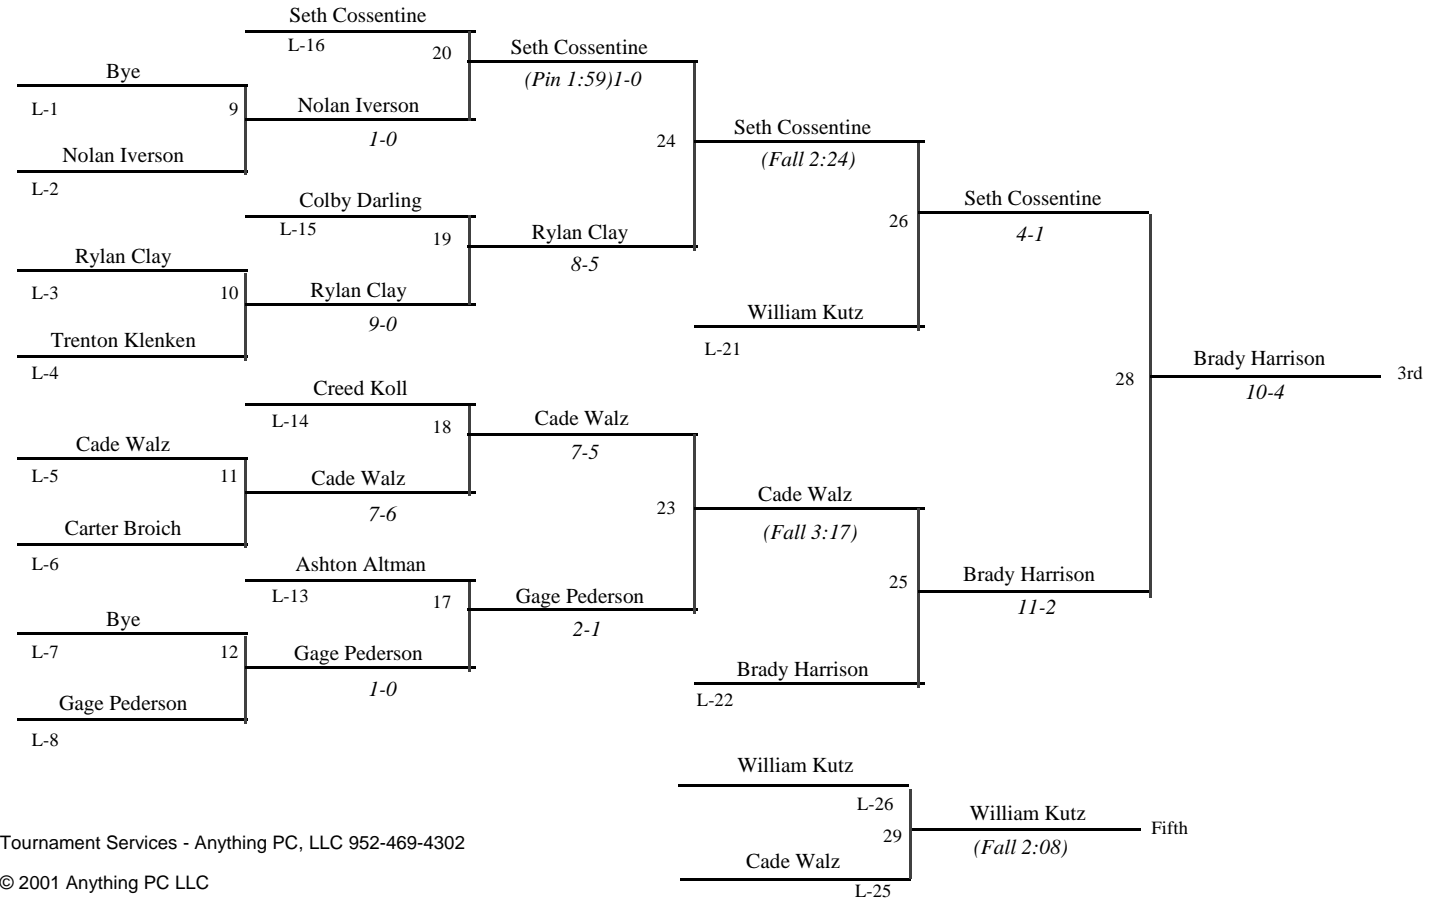 Seth Cossentine
L-16
20
Seth Cossentine
(Pin 1:59)1-0
Bye
L-1
9
Nolan Iverson
1-0
Nolan Iverson
L-2
24
Seth Cossentine
(Fall 2:24)
Colby Darling
L-15
19
Rylan Clay
8-5
Rylan Clay
L-3
10
Rylan Clay
9-0
Trenton Klenken
L-4
26
Seth Cossentine
4-1
William Kutz
L-21
28
Brady Harrison
10-4
3rd
Creed Koll
L-14
18
Cade Walz
7-5
Cade Walz
L-5
11
Cade Walz
7-6
Carter Broich
L-6
23
Cade Walz
(Fall 3:17)
Ashton Altman
L-13
17
Gage Pederson
2-1
25
Brady Harrison
11-2
Bye
L-7
12
Gage Pederson
1-0
Gage Pederson
L-8
Brady Harrison
L-22
William Kutz
L-26
29
William Kutz
(Fall 2:08)
Fifth
Cade Walz
L-25
Tournament Services - Anything PC, LLC 952-469-4302
© 2001 Anything PC LLC